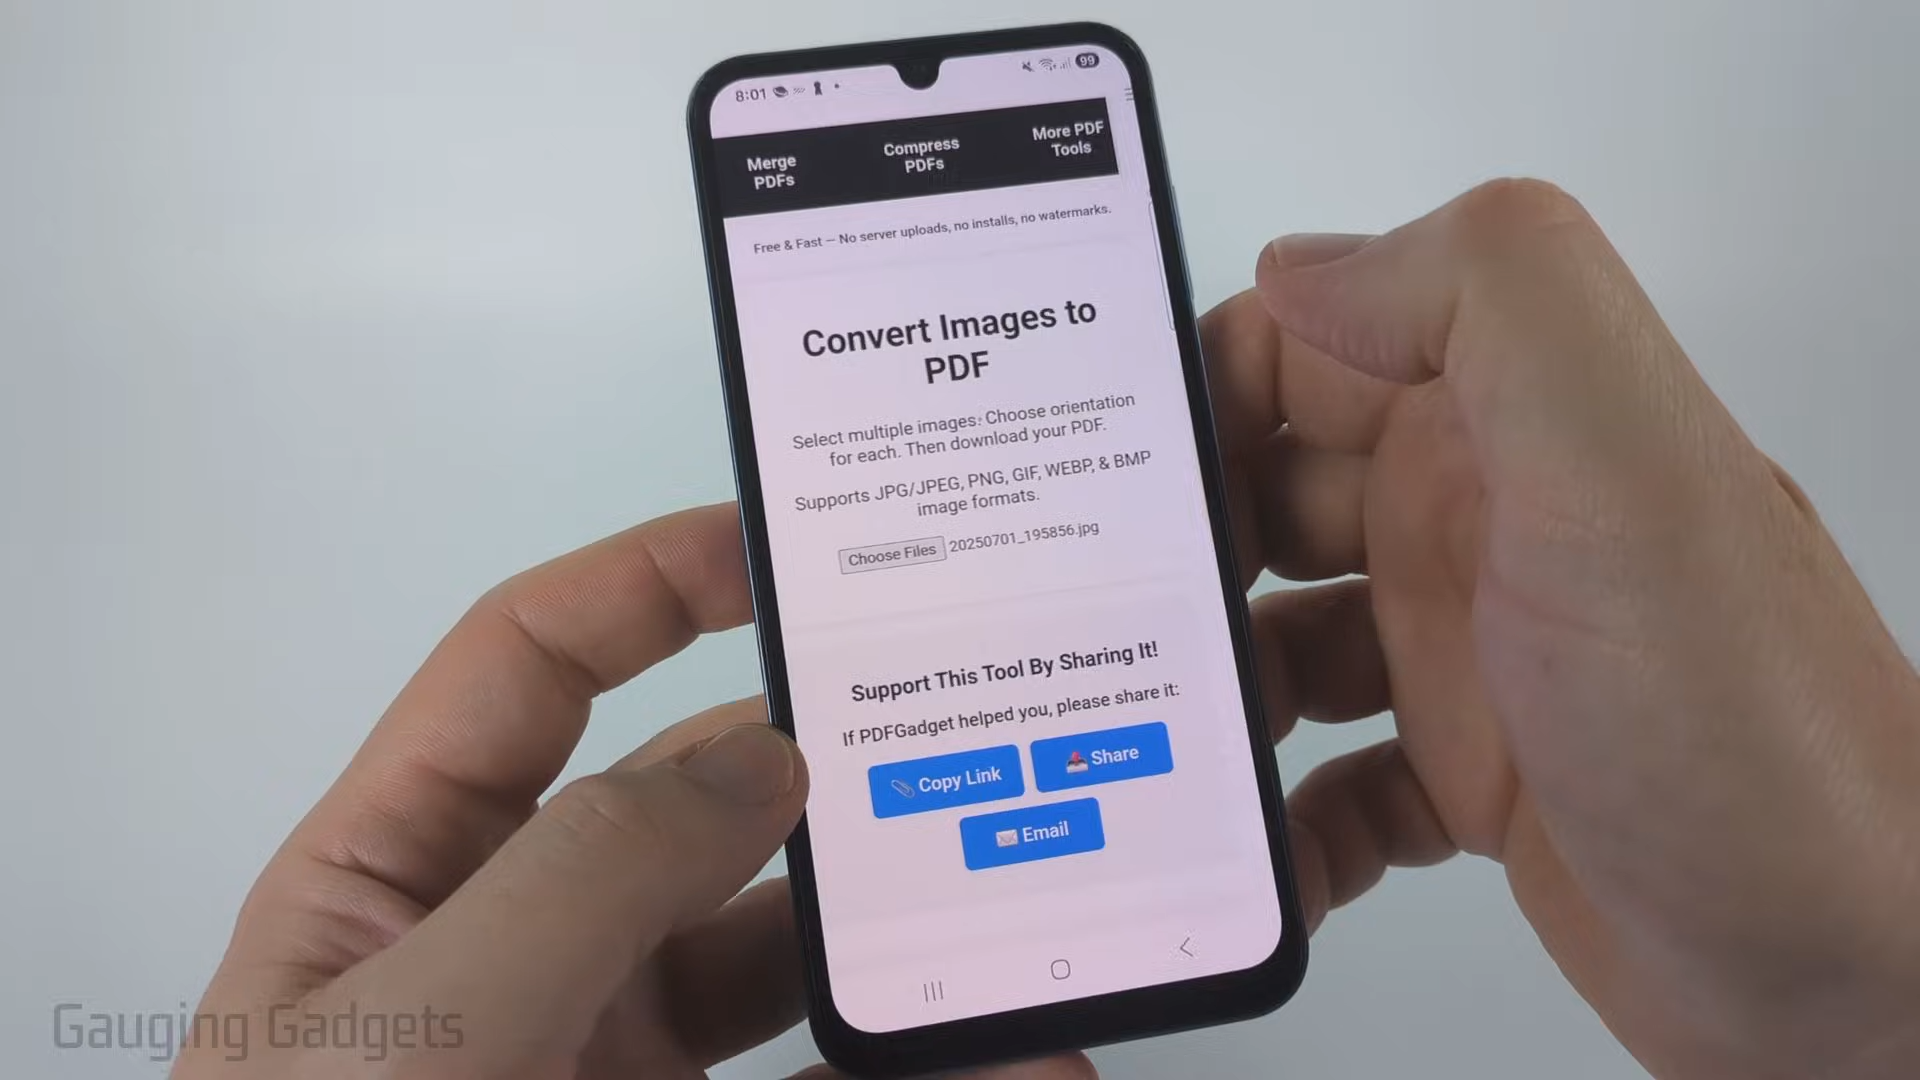 8:01
99
Merge
PDFs
Compress
PDFs
More PDF
Tools
Free & Fast — No server uploads, no installs, no watermarks.
Convert Images to
PDF
Select multiple images. Choose orientation
for each. Then download your PDF.
Supports JPG/JPEG, PNG, GIF, WEBP, & BMP
image formats.
Choose Files 20250701_195856.jpg
Support This Tool By Sharing It!
If PDFGadget helped you, please share it:
Copy Link
Share
Email
Gauging Gadgets